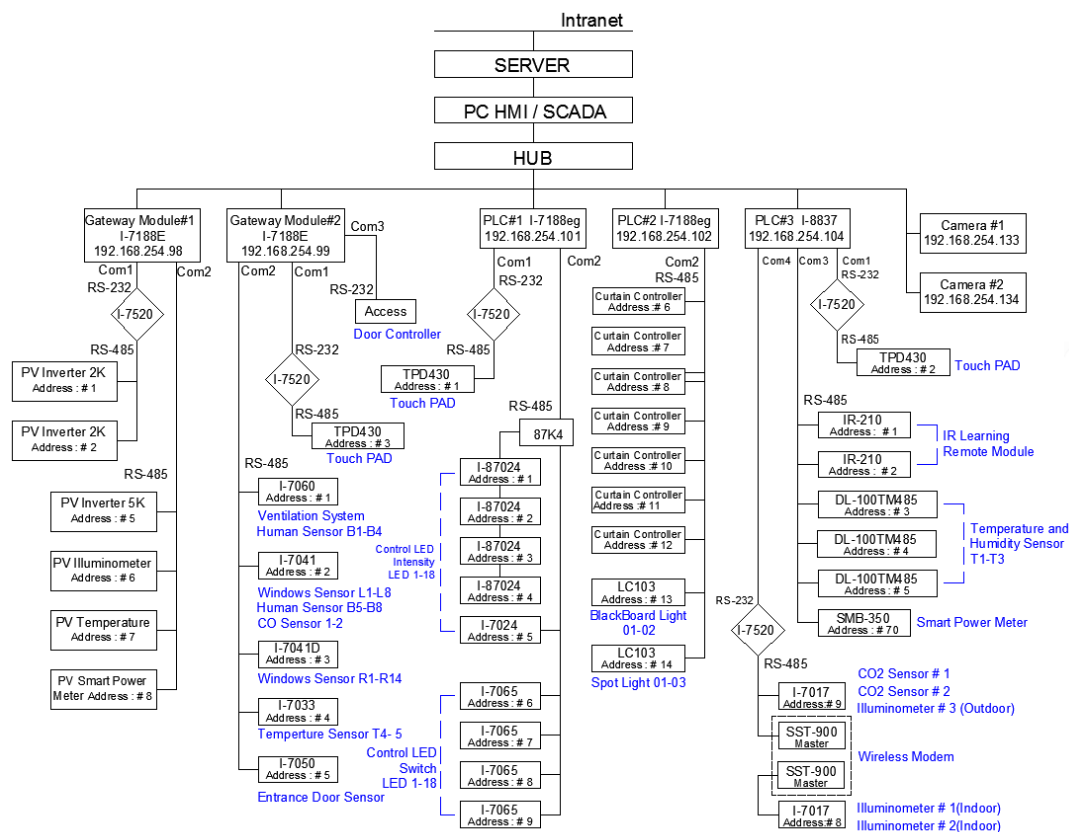 Intranet
SERVER
PC HMI / SCADA
HUB
Gateway Module#1
I-7188E
192.168.254.98
Com1
Com2
RS-232
I-7520
RS-485
PV Inverter 2K
Address : # 1
PV Inverter 2K
Address : # 2
RS-485
PV Inverter 5K
Address : # 5
PV Illuminometer
Address : # 6
PV Temperature
Address : # 7
PV Smart Power
Meter Address : # 8
Gateway Module#2
I-7188E
192.168.254.99
Com3
Com2
Com1
RS-232
Access
Door Controller
RS-232
I-7520
RS-485
TPD430
Address : # 3
Touch PAD
RS-485
I-7060
Address : # 1
Ventilation System
Human Sensor B1-B4
I-7041
Address : # 2
Windows Sensor L1-L8
Human Sensor B5-B8
CO Sensor 1-2
I-7041D
Address : # 3
Windows Sensor R1-R14
I-7033
Address : # 4
Temperture Sensor T4- 5
I-7050
Address : # 5
Entrance Door Sensor
PLC#1  I-7188eg
192.168.254.101
Com1
Com2
RS-232
I-7520
RS-485
TPD430
Address : # 1
Touch PAD
RS-485
87K4
I-87024
Address : # 1
I-87024
Address : # 2
I-87024
Address : # 3
I-87024
Address : # 4
I-7024
Address : # 5
Control LED
Intensity
LED 1-18
I-7065
Address : # 6
I-7065
Address : # 7
I-7065
Address : # 8
I-7065
Address : # 9
Control LED
Switch
LED 1-18
PLC#2 I-7188eg
192.168.254.102
Com2
RS-485
Curtain Controller
Address : # 6
Curtain Controller
Address : # 7
Curtain Controller
Address : # 8
Curtain Controller
Address : # 9
Curtain Controller
Address : # 10
Curtain Controller
Address : # 11
Curtain Controller
Address : # 12
LC103
Address : # 13
BlackBoard Light
01-02
LC103
Address : # 14
Spot Light 01-03
PLC#3  I-8837
192.168.254.104
Com4
Com3
Com1
RS-232
I-7520
RS-485
TPD430
Address : # 2
Touch PAD
RS-485
IR-210
Address : # 1
IR-210
Address : # 2
IR Learning
Remote Module
DL-100TM485
Address : # 3
DL-100TM485
Address : # 4
DL-100TM485
Address : # 5
Temperature and
Humidity Sensor
T1-T3
SMB-350
Address : # 70
Smart Power Meter
RS-232
I-7520
RS-485
I-7017
Address:# 9
CO2 Sensor # 1
CO2 Sensor # 2
Illuminometer # 3 (Outdoor)
SST-900
Master
SST-900
Master
Wireless Modem
I-7017
Address:# 8
Illuminometer # 1(Indoor)
Illuminometer # 2(Indoor)
Camera #1
192.168.254.133
Camera #2
192.168.254.134